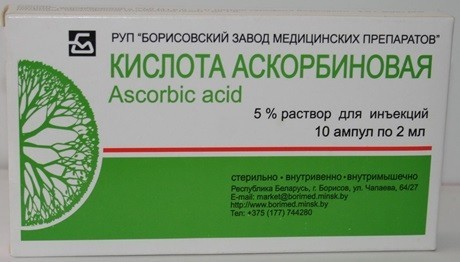 РУП "БОРИСОВСКИЙ ЗАВОД МЕДИЦИНСКИХ ПРЕПАРАТОВ"
КИСЛОТА АСКОРБИНОВАЯ
Ascorbic acid
5 % раствор для инъекций
10 ампул по 2 мл
стерильно • внутривенно • внутримышечно
Республика Беларусь, г. Борисов, ул. Чапаева, 64/27
E-mail: market@borimed.minsk.by
http://www.borimed.minsk.by
Тел: +375 (177) 744280